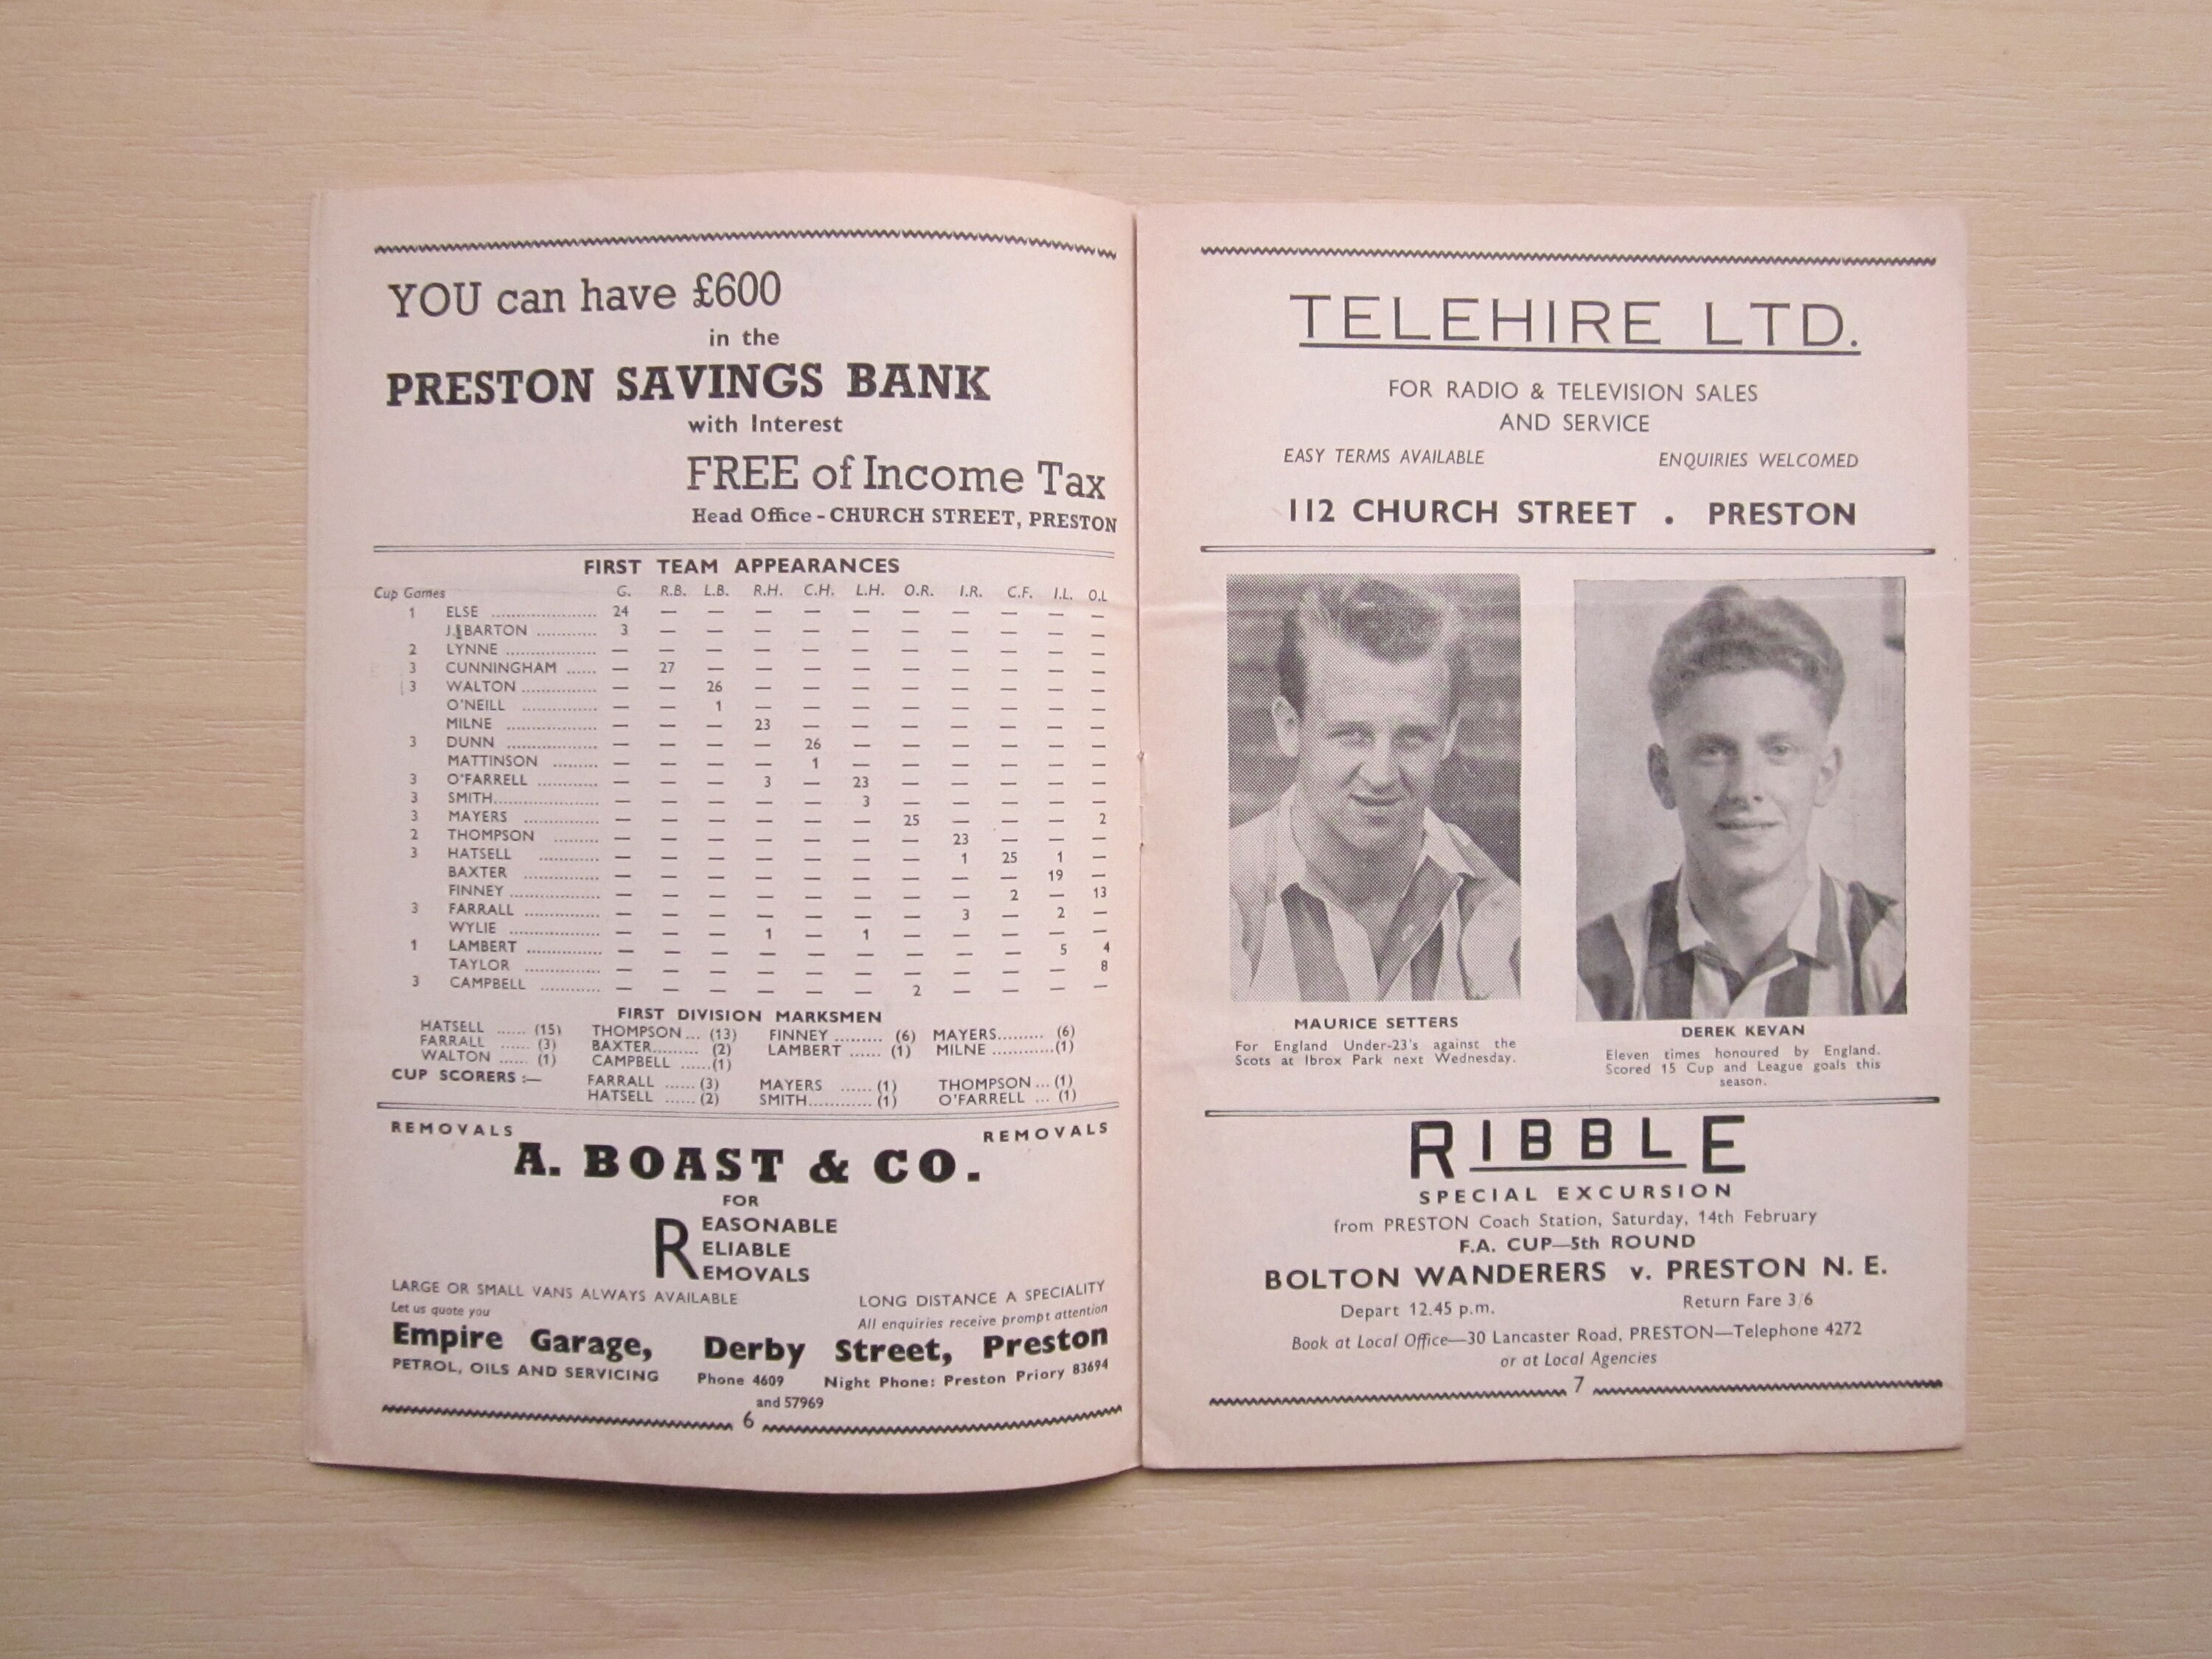 YOU can have £600
in the
PRESTON SAVINGS BANK
with Interest
FREE of Income Tax
Head Office - CHURCH STREET, PRESTON
FIRST TEAM APPEARANCES
Cup Games G. R.B. L.B. R.H. C.H. L.H. O.R. I.R. C.F. I.L. O.L
1 ELSE .......... 24 — — — — — — — — — —
J. BARTON .......... 3 — — — — — — — — — —
2 LYNNE .......... — — — — — — — — — — —
3 CUNNINGHAM ...... — 27 — — — — — — — — —
3 WALTON .......... — — 26 — — — — — — — —
O'NEILL .......... — — 1 — — — — — — — —
MILNE .......... — — — 23 — — — — — — —
3 DUNN .......... — — — — 26 — — — — — —
MATTINSON ........ — — — — 1 — — — — — —
3 O'FARRELL .......... — — — 3 — 23 — — — — —
3 SMITH .......... — — — — — 3 — — — — —
3 MAYERS .......... — — — — — — 25 — — — 2
2 THOMPSON ........ — — — — — — — 23 — — —
3 HATSELL .......... — — — — — — — 1 25 1 —
BAXTER .......... — — — — — — — — — 19 —
FINNEY .......... — — — — — — — — 2 — 13
3 FARRALL .......... — — — — — — — 3 — 2 —
WYLIE .......... — — — 1 — 1 — — — — —
1 LAMBERT .......... — — — — — — — — — 5 4
TAYLOR .......... — — — — — — — — — — 8
3 CAMPBELL .......... — — — — — — 2 — — — —
FIRST DIVISION MARKSMEN
HATSELL ...... (15) THOMPSON ... (13) FINNEY ......... (6) MAYERS......... (6)
FARRALL ...... (3) BAXTER......... (2) LAMBERT ...... (1) MILNE ............(1)
WALTON ...... (1) CAMPBELL ......(1)
CUP SCORERS :— FARRALL ...... (3) MAYERS ...... (1) THOMPSON ... (1)
HATSELL ...... (2) SMITH............ (1) O'FARRELL ... (1)
REMOVALS REMOVALS
A. BOAST & CO.
FOR
REASONABLE
RELIABLE
REMOVALS
LARGE OR SMALL VANS ALWAYS AVAILABLE LONG DISTANCE A SPECIALITY
Let us quote you All enquiries receive prompt attention
Empire Garage, Derby Street, Preston
PETROL, OILS AND SERVICING Phone 4609 Night Phone: Preston Priory 83694
and 57969
6
TELEHIRE LTD.
FOR RADIO & TELEVISION SALES
AND SERVICE
EASY TERMS AVAILABLE ENQUIRIES WELCOMED
112 CHURCH STREET . PRESTON
MAURICE SETTERS
For England Under-23's against the
Scots at Ibrox Park next Wednesday.
DEREK KEVAN
Eleven times honoured by England.
Scored 15 Cup and League goals this
season.
RIBBLE
SPECIAL EXCURSION
from PRESTON Coach Station, Saturday, 14th February
F.A. CUP—5th ROUND
BOLTON WANDERERS v. PRESTON N. E.
Depart 12.45 p.m. Return Fare 3/6
Book at Local Office—30 Lancaster Road, PRESTON—Telephone 4272
or at Local Agencies
7